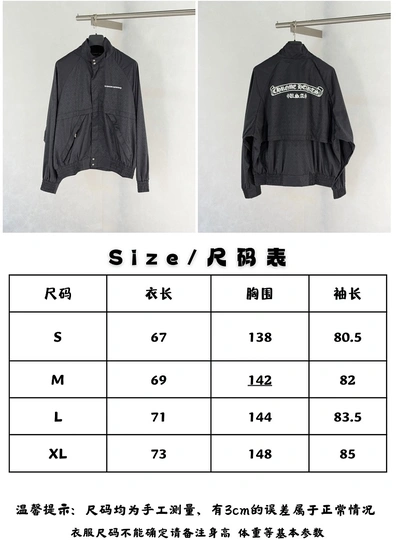 CHROME HEARTS
USA
Size/尺码表
尺码 衣长 胸围 袖长
S 67 138 80.5
M 69 142 82
L 71 144 83.5
XL 73 148 85
温馨提示:尺码均为手工测量、有3cm的误差属于正常情况
衣服尺码不能确定请备注身高 体重等基本参数